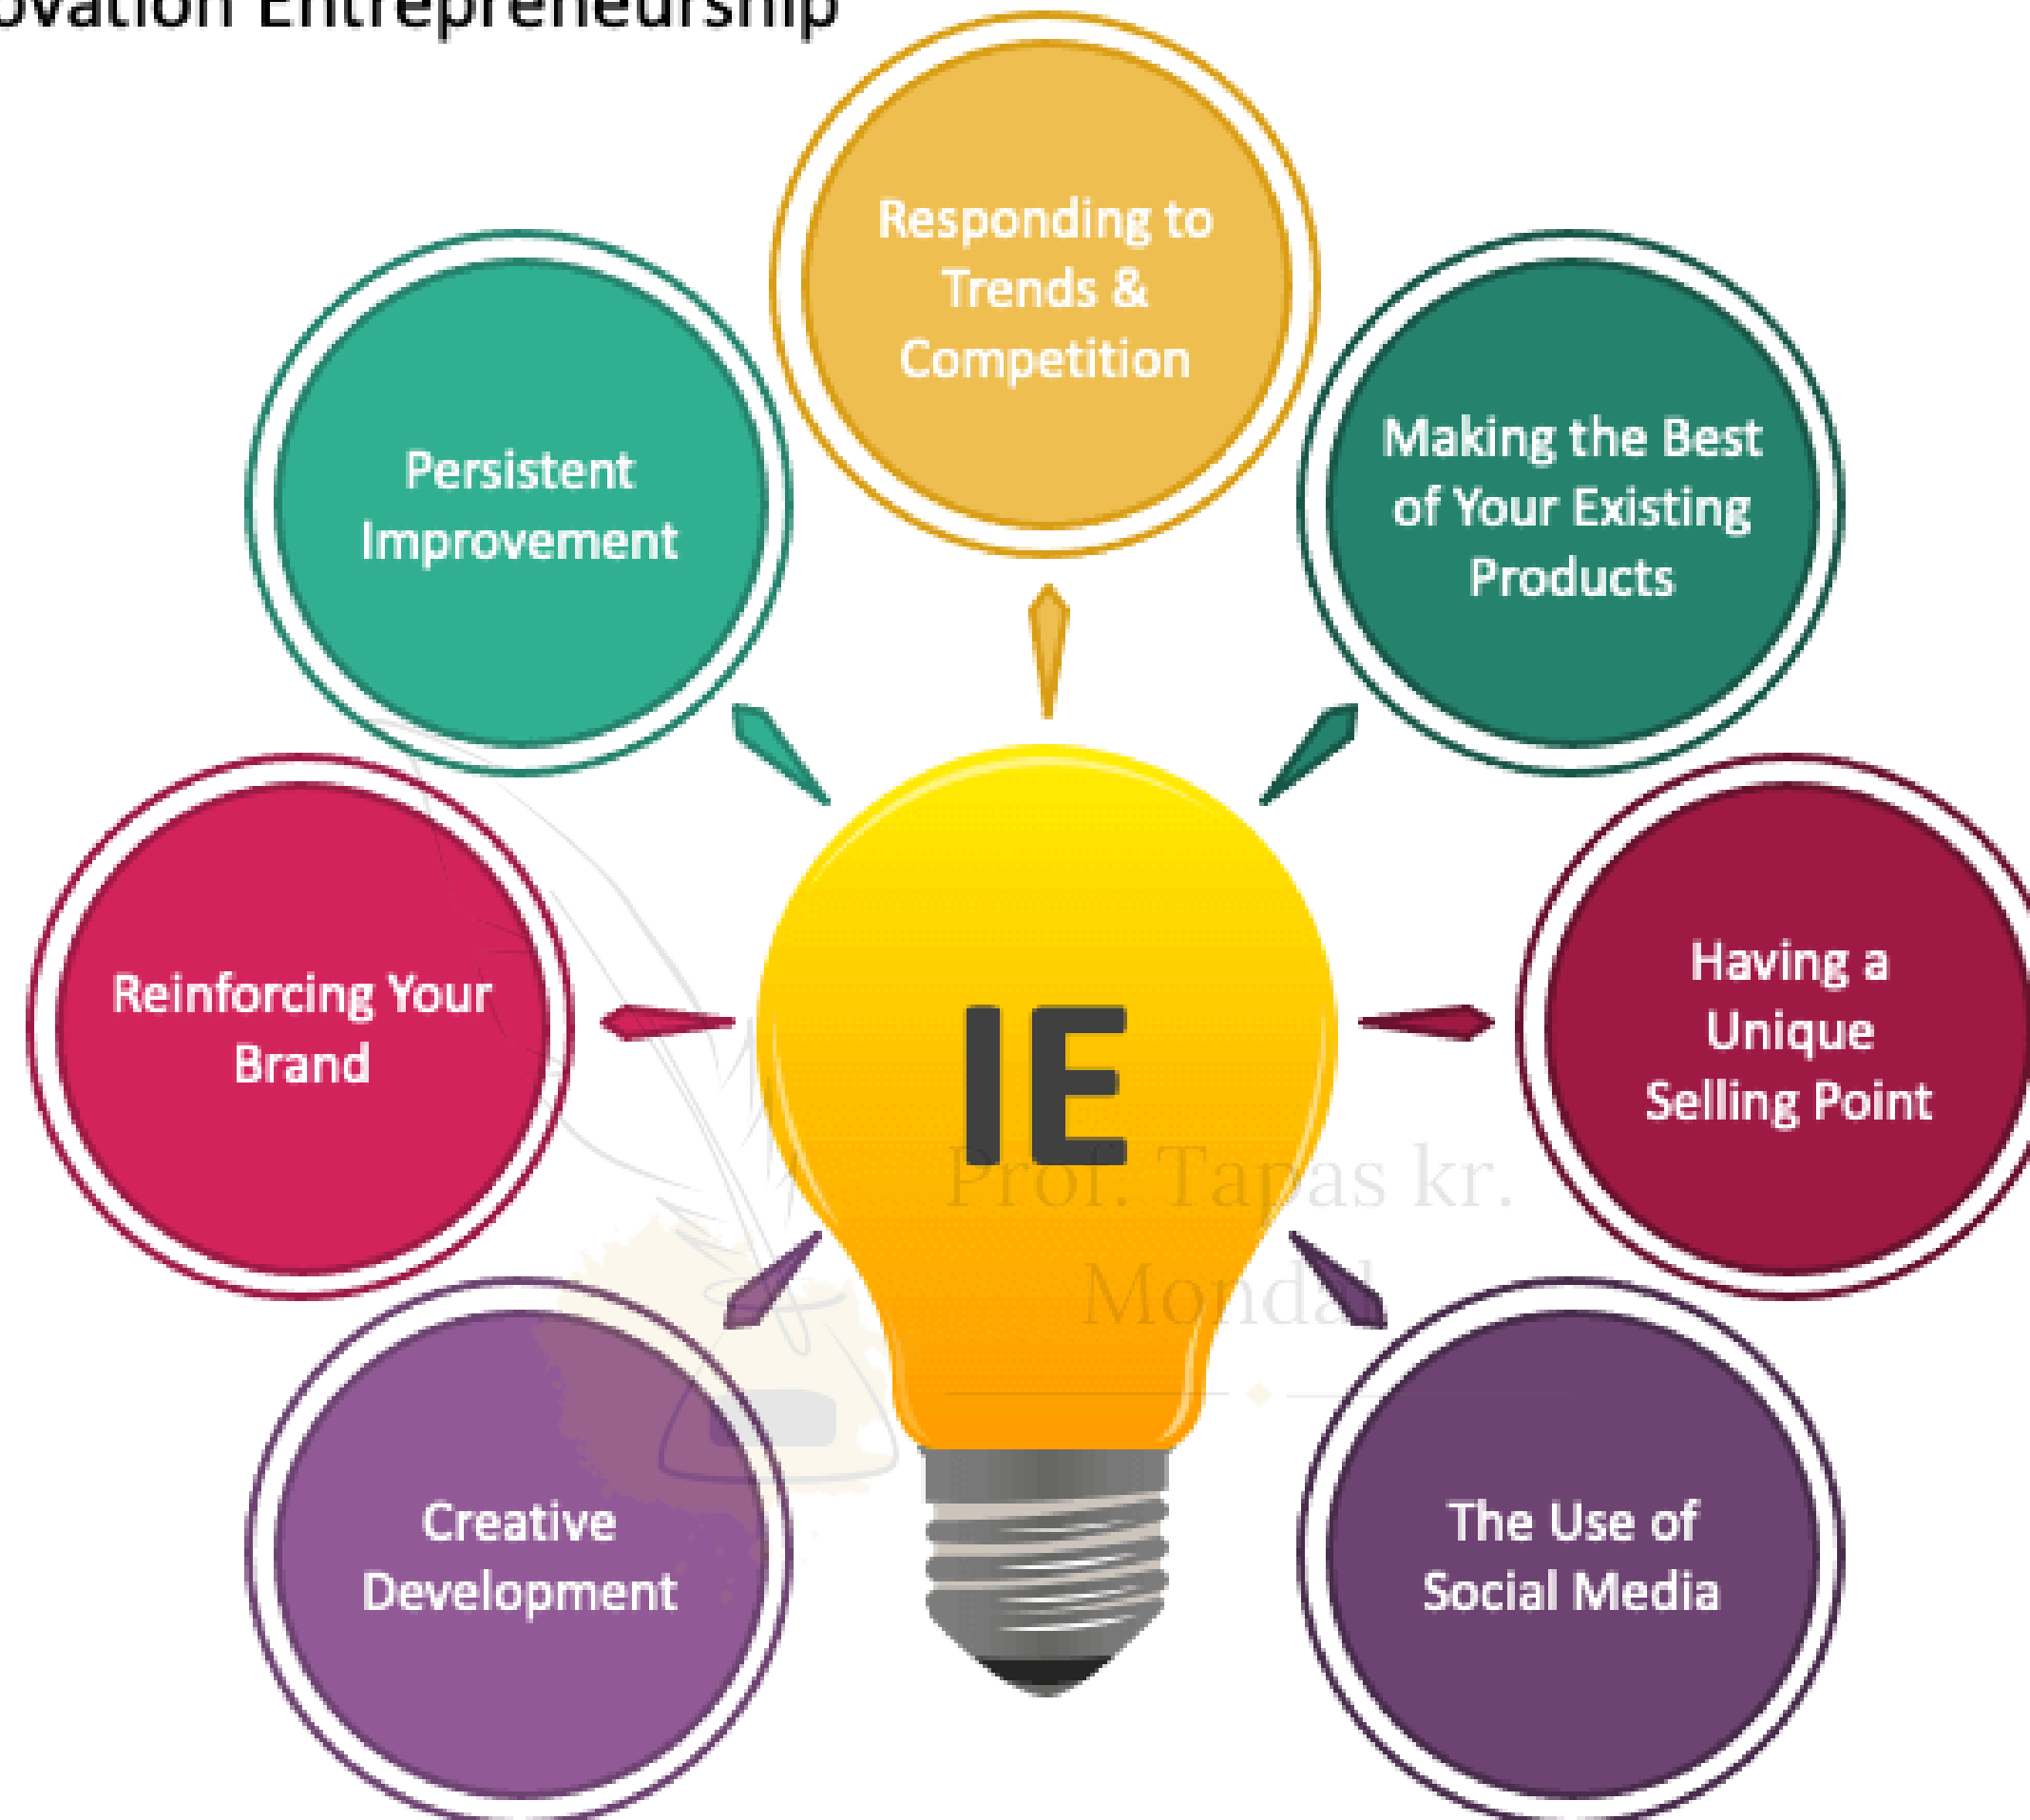 ovation Entrepreneurship
Responding to
Trends &
Competition
Persistent
Improvement
Making the Best
of Your Existing
Products
Reinforcing Your
Brand
IE
Having a
Unique
Selling Point
Prof. Tapas kr.
Mondal
Creative
Development
The Use of
Social Media